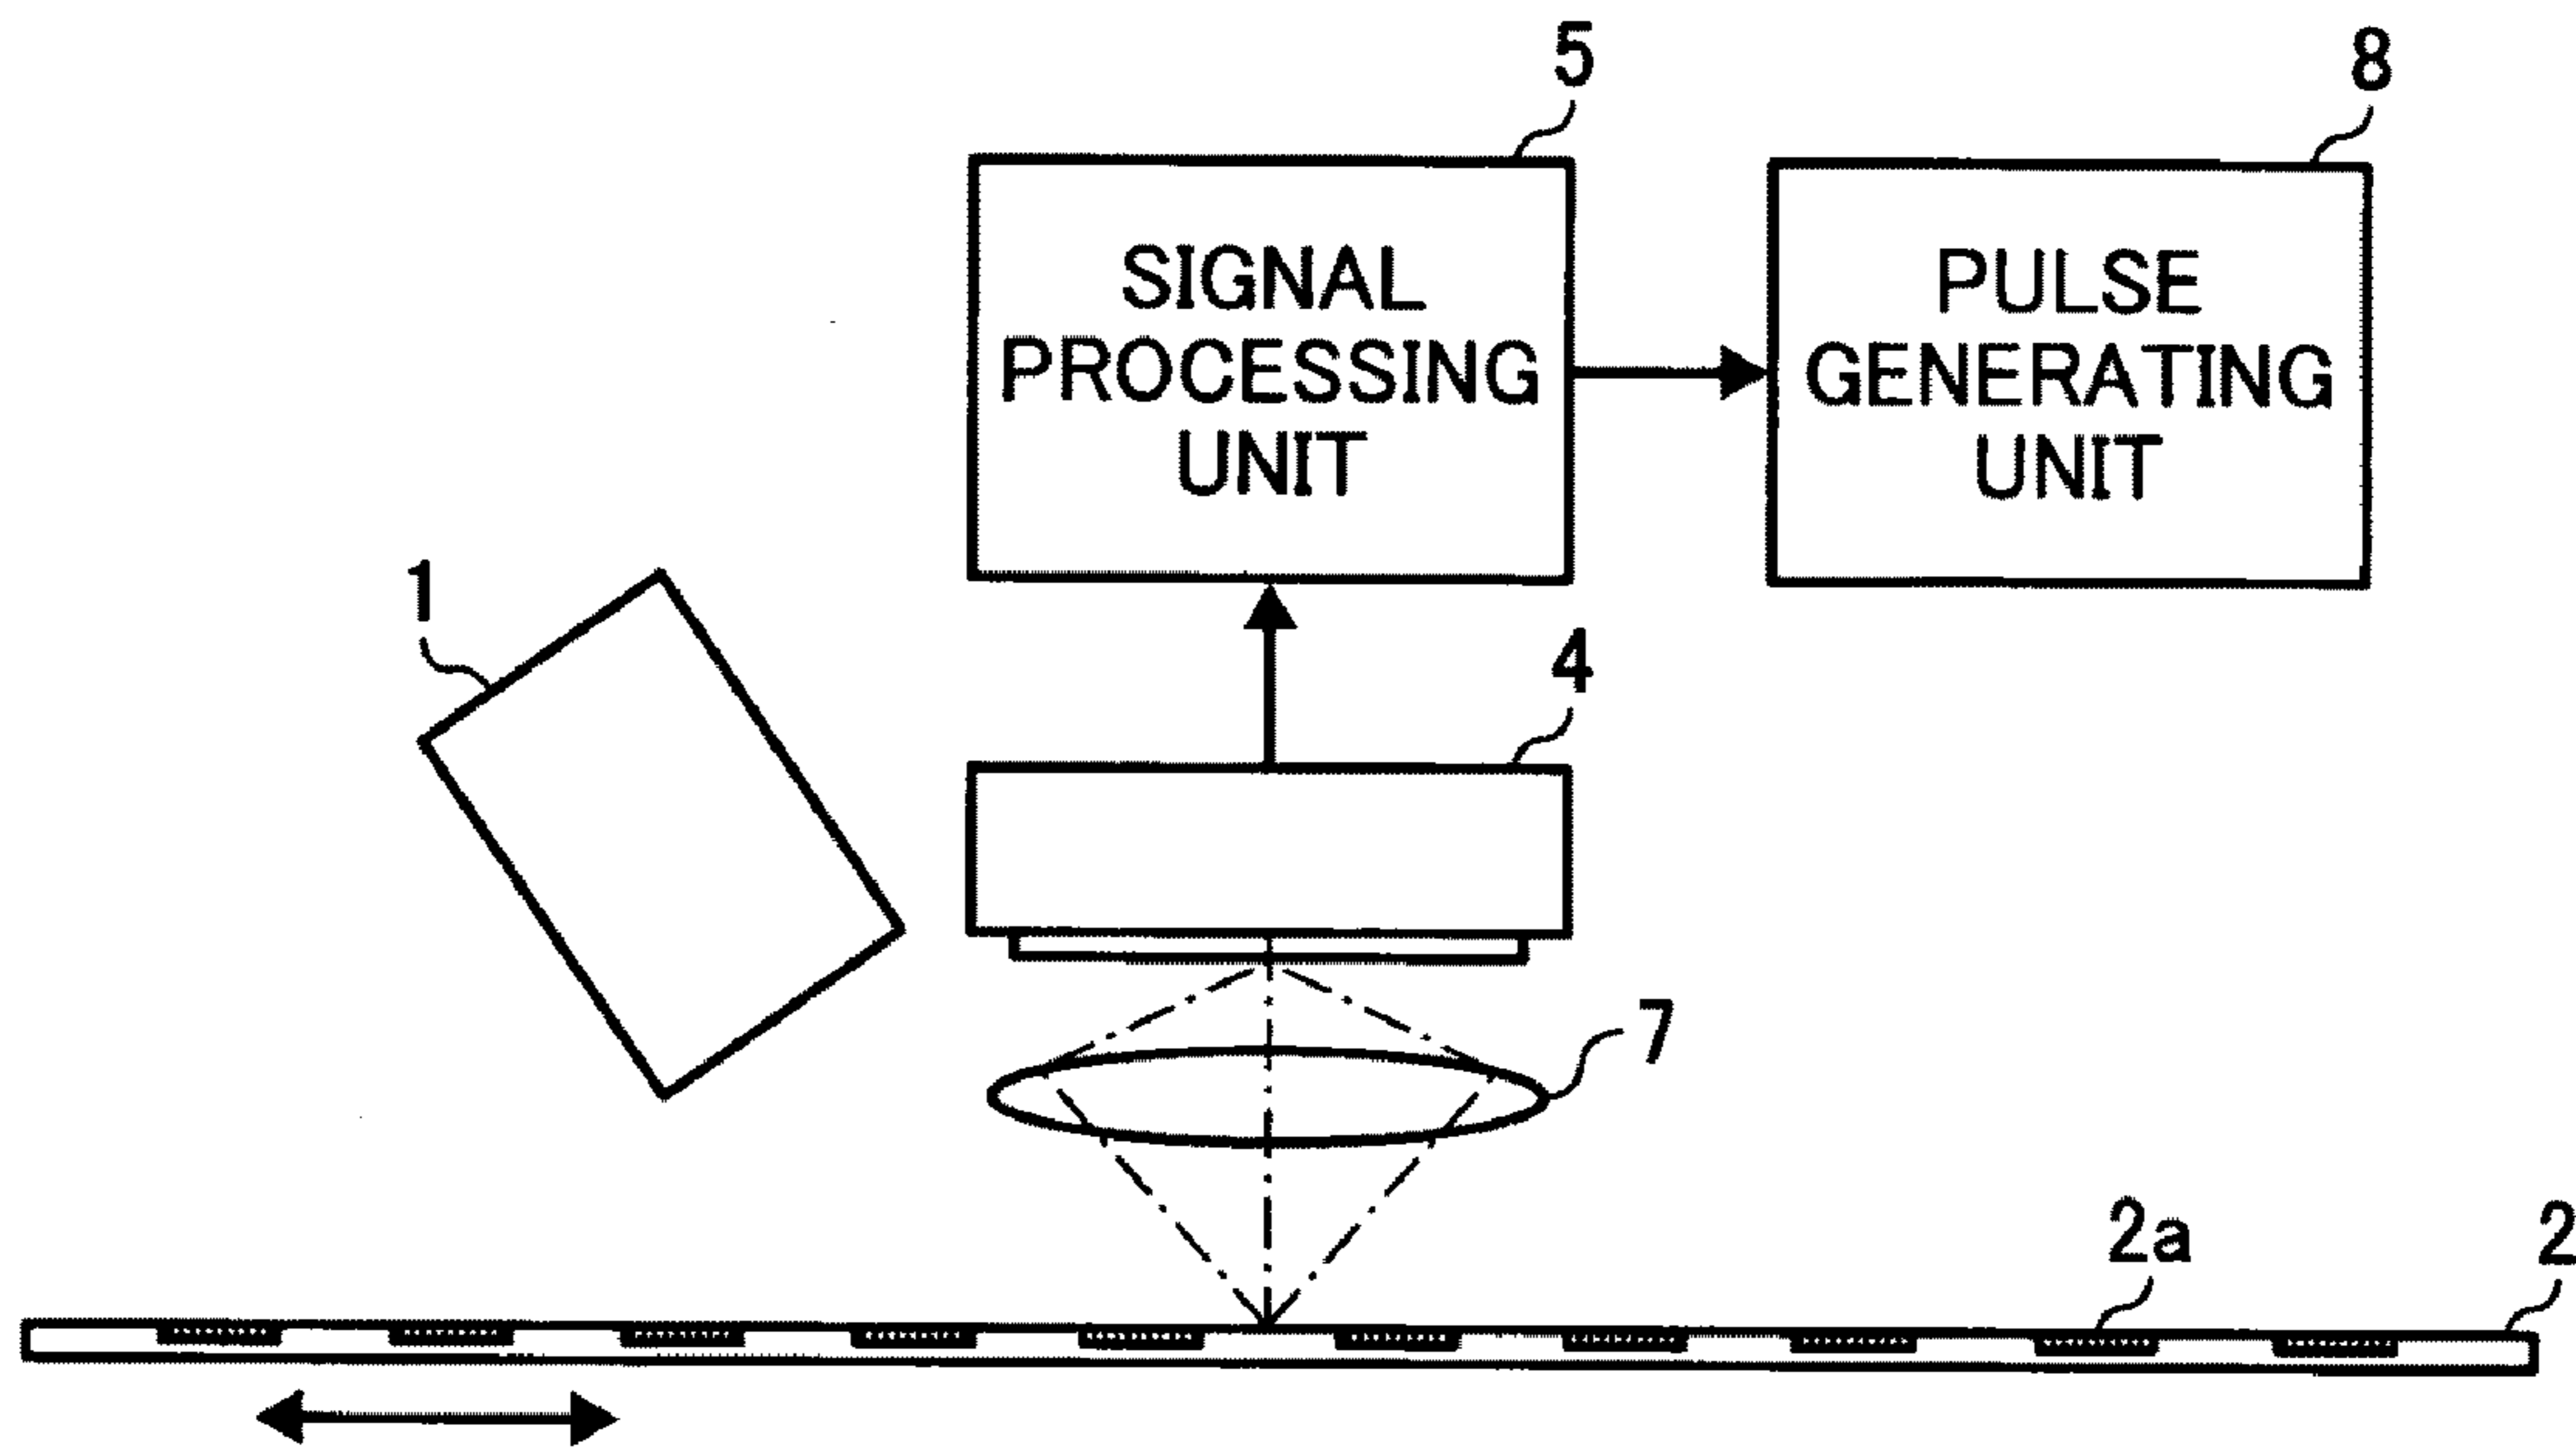 5
8
SIGNAL
PROCESSING
UNIT
PULSE
GENERATING
UNIT
1
4
7
2a
2